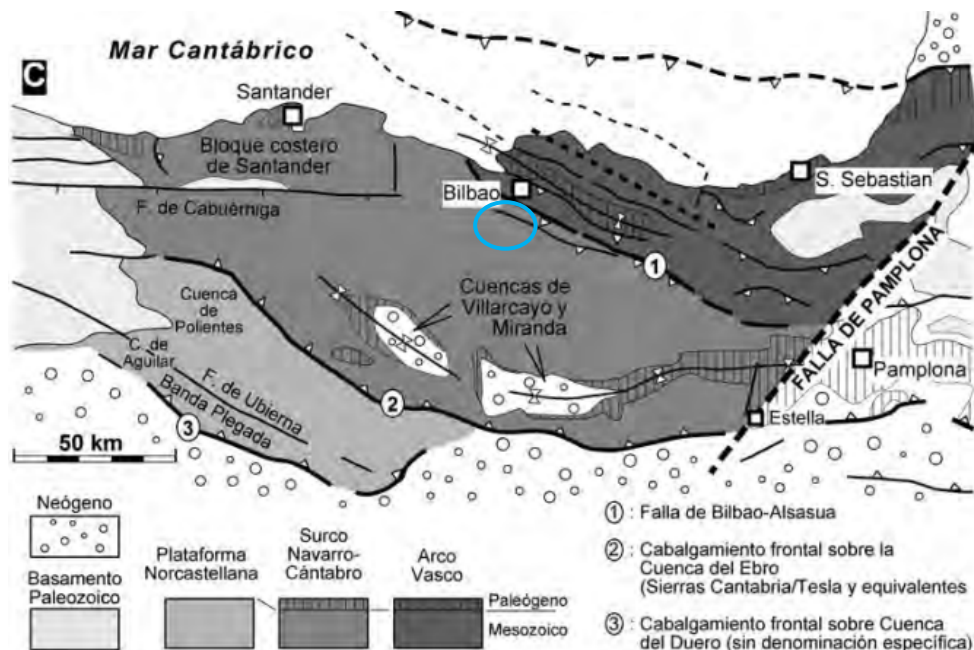 Mar Cantábrico
C
Santander
Bloque costero
de Santander
F. de Cabuérniga
Bilbao
S. Sebastian
1
Cuenca
de
Polientes
Cuencas de
Villarcayo y
Miranda
C. de
Aguilar
F. de Ubierna
Banda Plegada
2
3
FALLA DE PAMPLONA
Pamplona
Estella
50 km
Neógeno
Basamento
Paleozoico
Plataforma
Norcastellana
Surco
Navarro-
Cántabro
Arco
Vasco
Paleógeno
Mesozoico
1 : Falla de Bilbao-Alsasua
2 : Cabalgamiento frontal sobre la
Cuenca del Ebro
(Sierras Cantabria/Tesla y equivalentes
3 : Cabalgamiento frontal sobre Cuenca
del Duero (sin denominación específica)